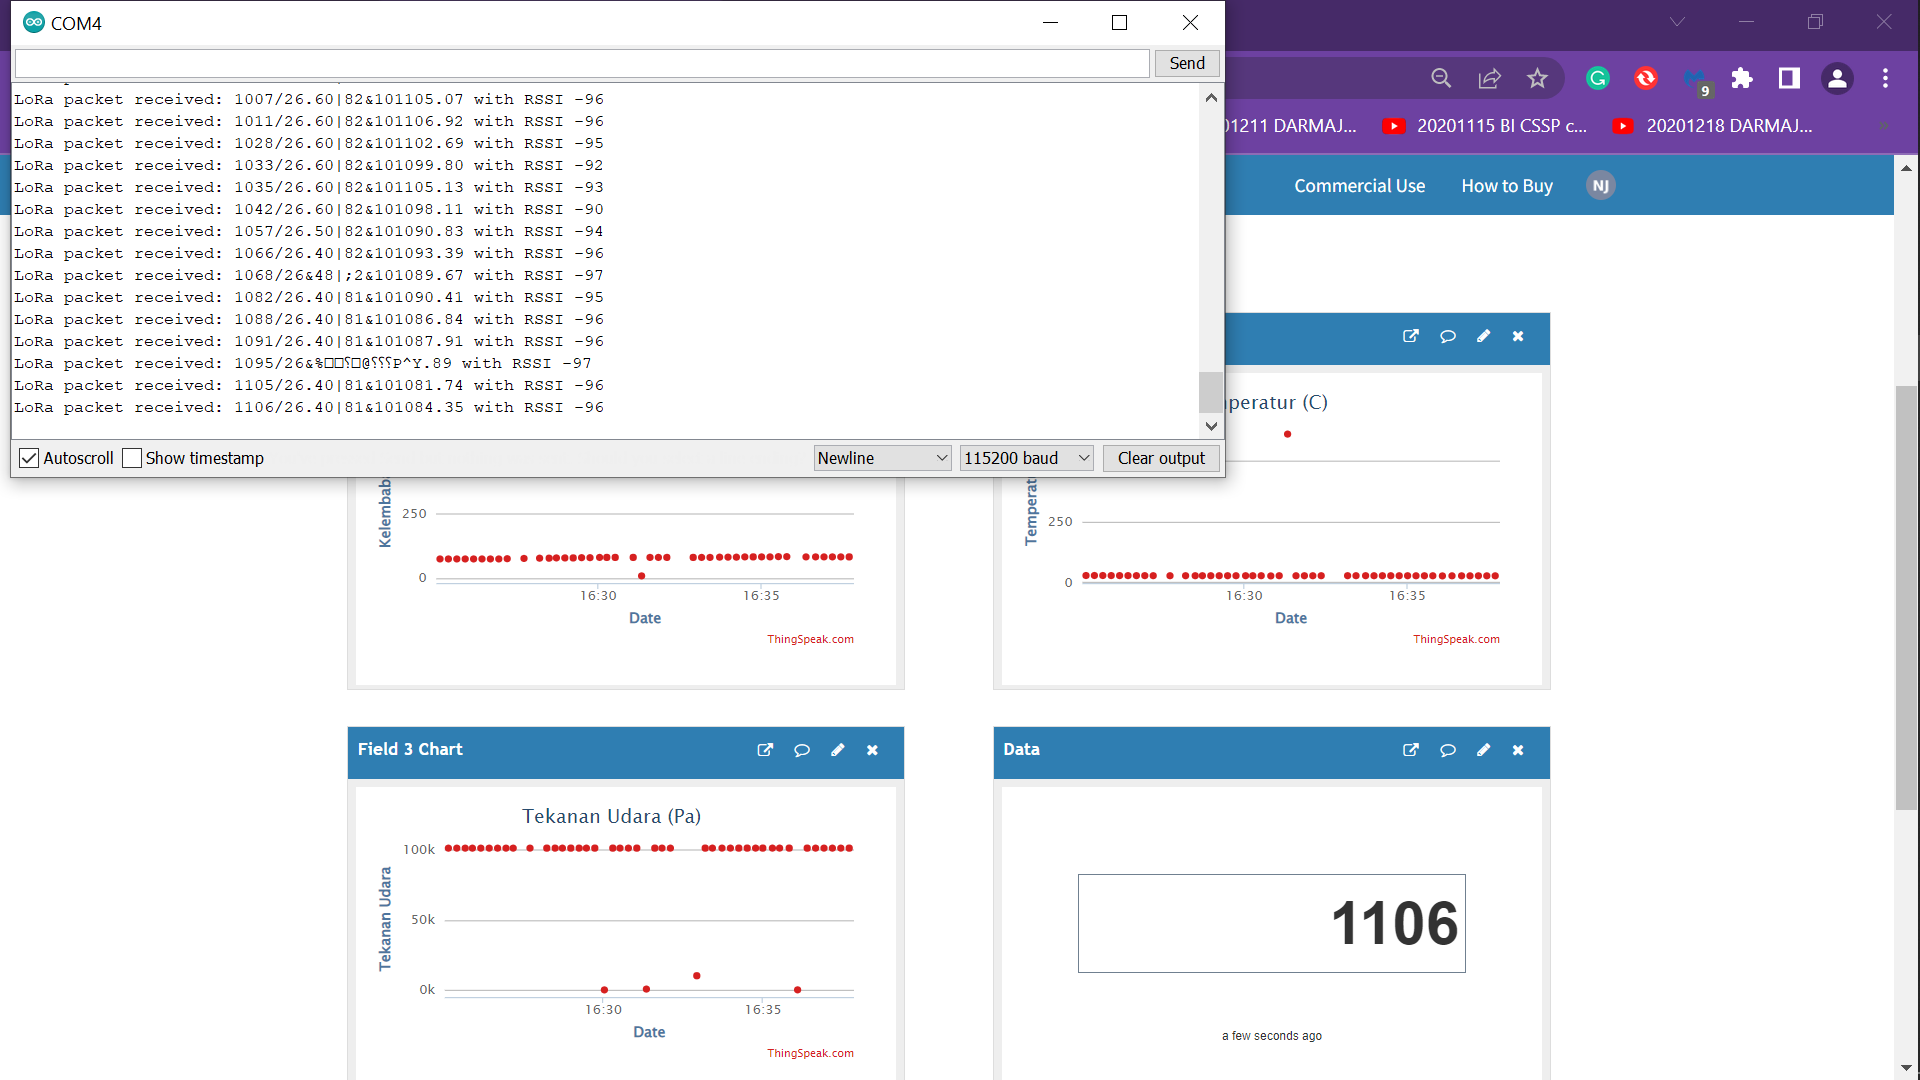 COM4
Send
LoRa packet received: 1007/26.60|82&101105.07 with RSSI -96
LoRa packet received: 1011/26.60|82&101106.92 with RSSI -96
LoRa packet received: 1028/26.60|82&101102.69 with RSSI -95
LoRa packet received: 1033/26.60|82&101099.80 with RSSI -92
LoRa packet received: 1035/26.60|82&101105.13 with RSSI -93
LoRa packet received: 1042/26.60|82&101098.11 with RSSI -90
LoRa packet received: 1057/26.50|82&101090.83 with RSSI -94
LoRa packet received: 1066/26.40|82&101093.39 with RSSI -96
LoRa packet received: 1068/26&48|;2&101089.67 with RSSI -97
LoRa packet received: 1082/26.40|81&101090.41 with RSSI -95
LoRa packet received: 1088/26.40|81&101086.84 with RSSI -96
LoRa packet received: 1091/26.40|81&101087.91 with RSSI -96
LoRa packet received: 1095/26&%□□⸮□@⸮⸮⸮P^Y.89 with RSSI -97
LoRa packet received: 1105/26.40|81&101081.74 with RSSI -96
LoRa packet received: 1106/26.40|81&101084.35 with RSSI -96
Autoscroll
Show timestamp
Newline
115200 baud
Clear output
9
01211 DARMAJ...
20201115 BI CSSP c...
20201218 DARMAJ...
»
Commercial Use
How to Buy
NJ
Kelembab
250
0
16:30
16:35
Date
ThingSpeak.com
peratur (C)
Temperat
250
0
16:30
16:35
Date
ThingSpeak.com
Field 3 Chart
Tekanan Udara (Pa)
Tekanan Udara
100k
50k
0k
16:30
16:35
Date
ThingSpeak.com
Data
1106
a few seconds ago